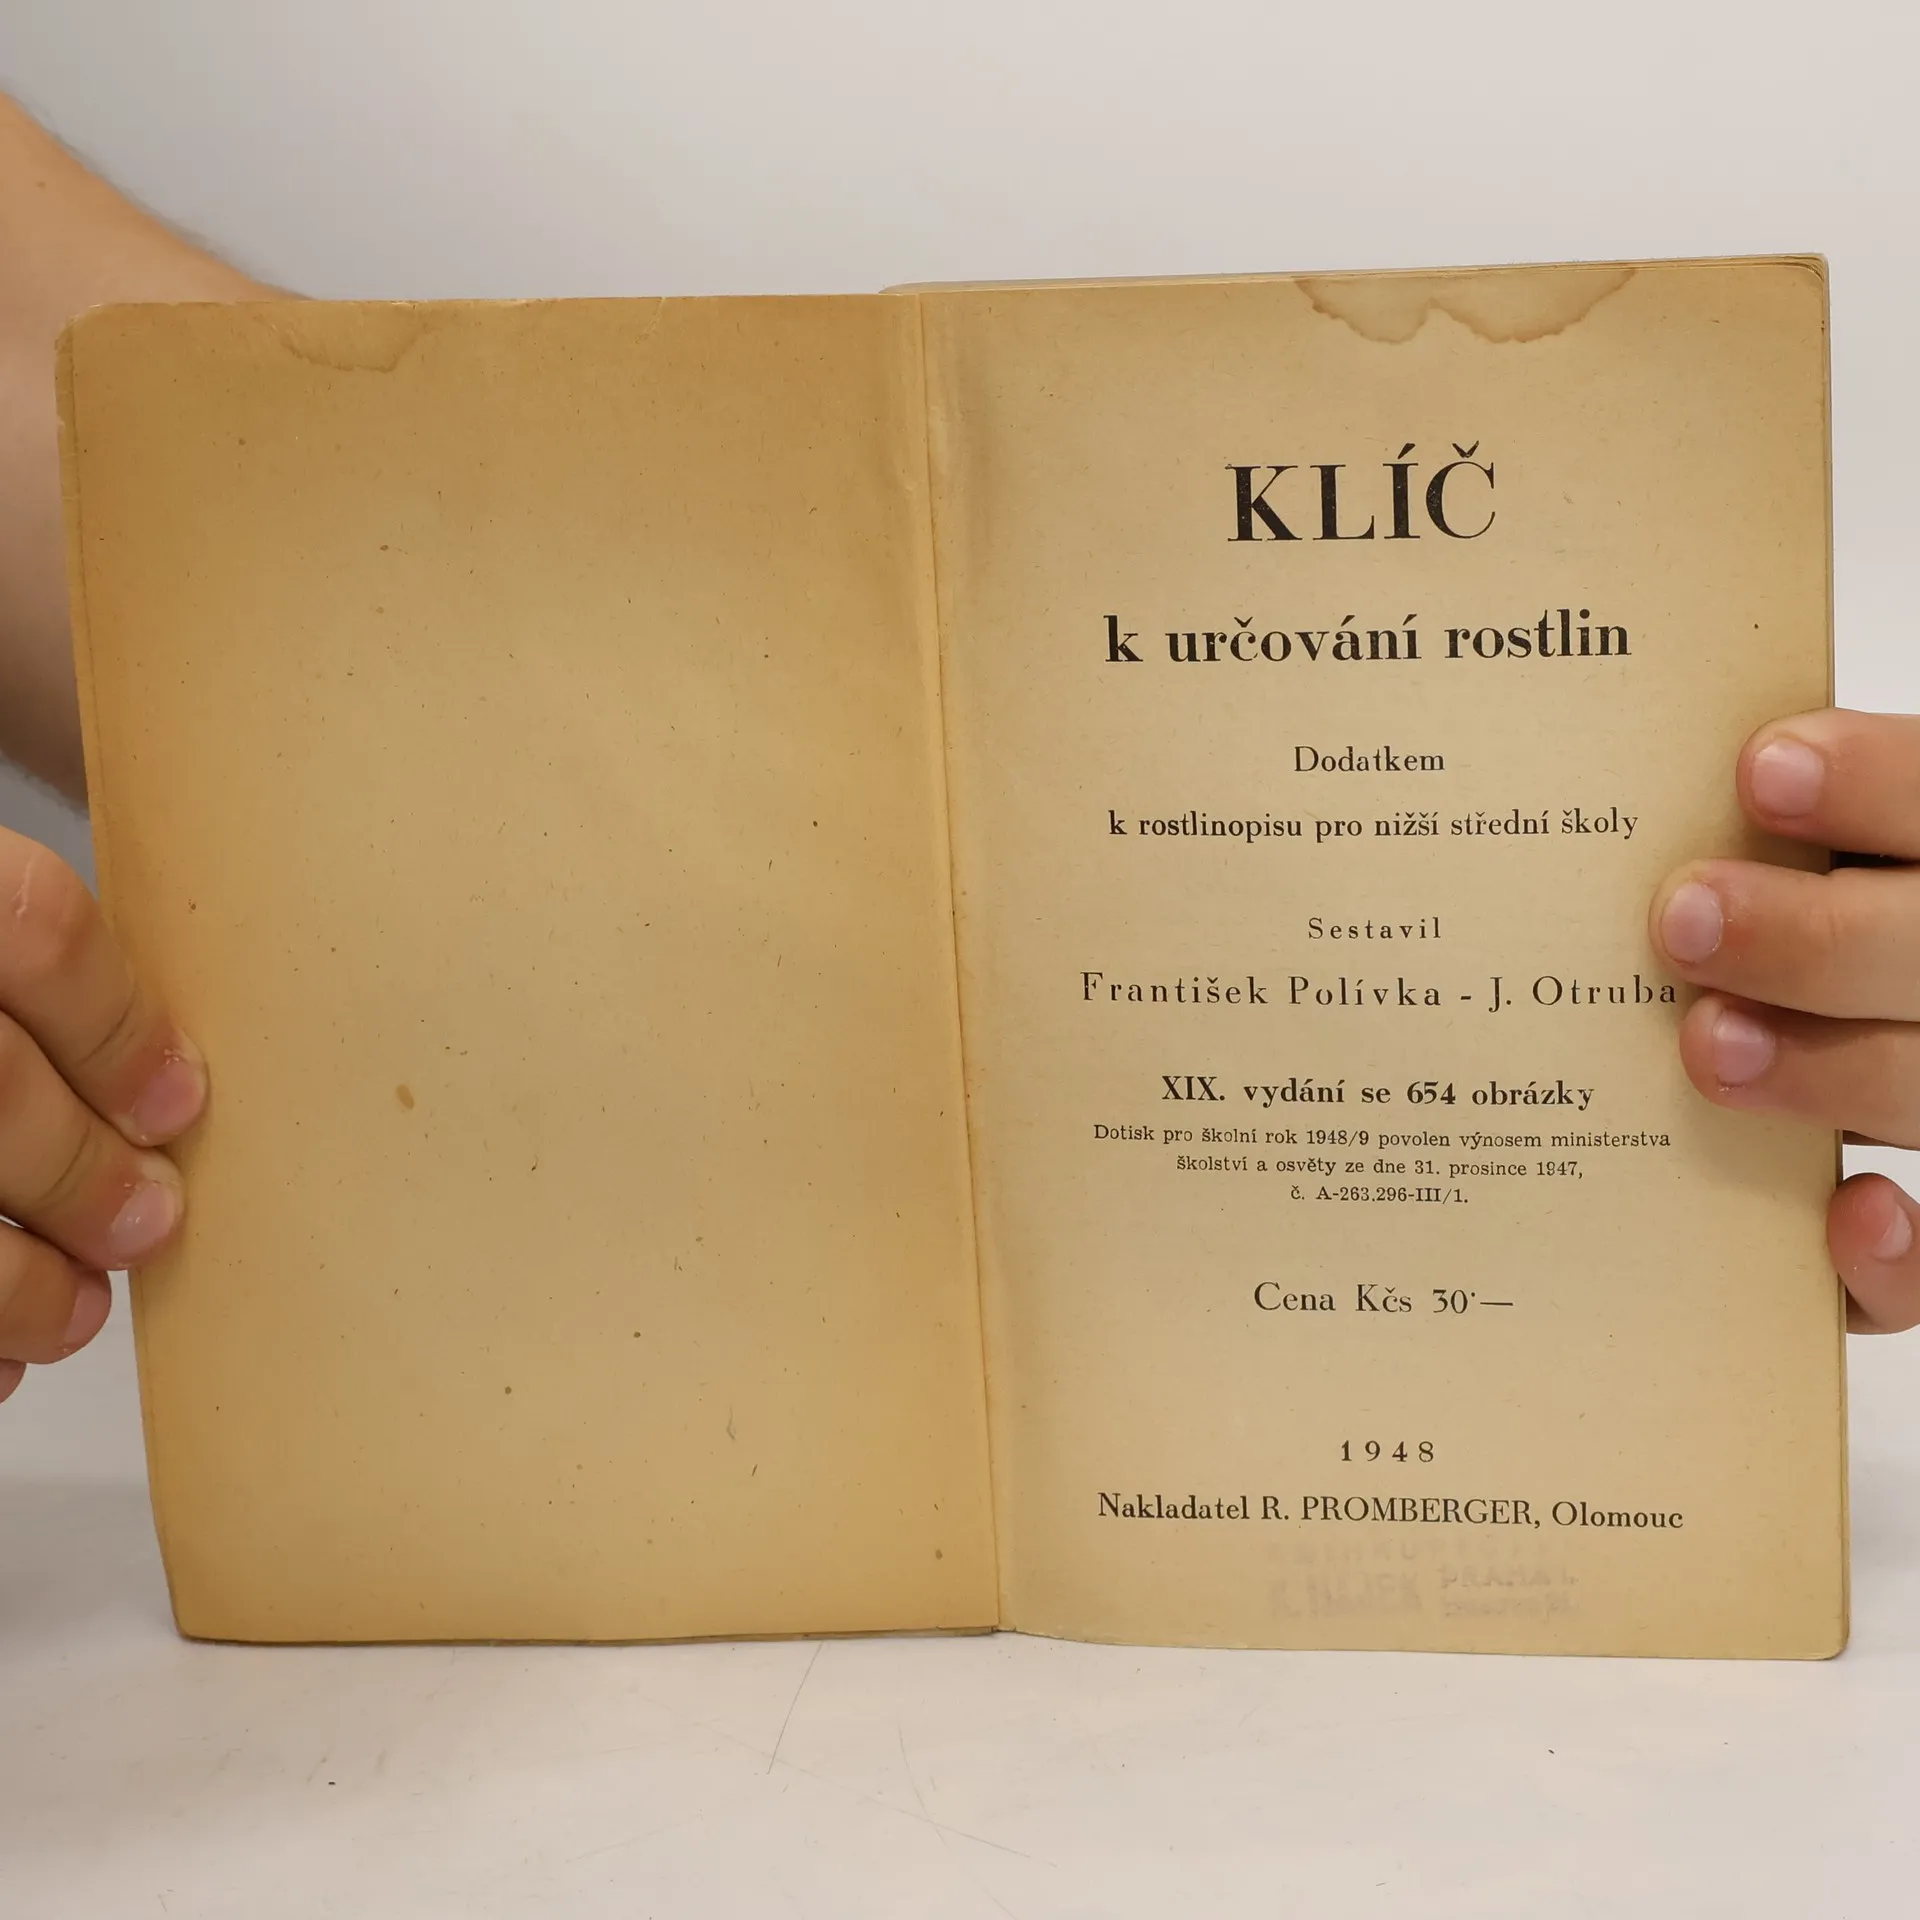 KLÍČ
k určování rostlin
Dodatkem
k rostlinopisu pro nižší střední školy
Sestavil
František Polívka - J. Otruba
XIX. vydání se 654 obrázky
Dotisk pro školní rok 1948/9 povolen výnosem ministerstva
školství a osvěty ze dne 31. prosince 1947,
č. A-263.296-III/1.
Cena Kčs 30·—
1948
Nakladatel R. PROMBERGER, Olomouc
PRAHA I.